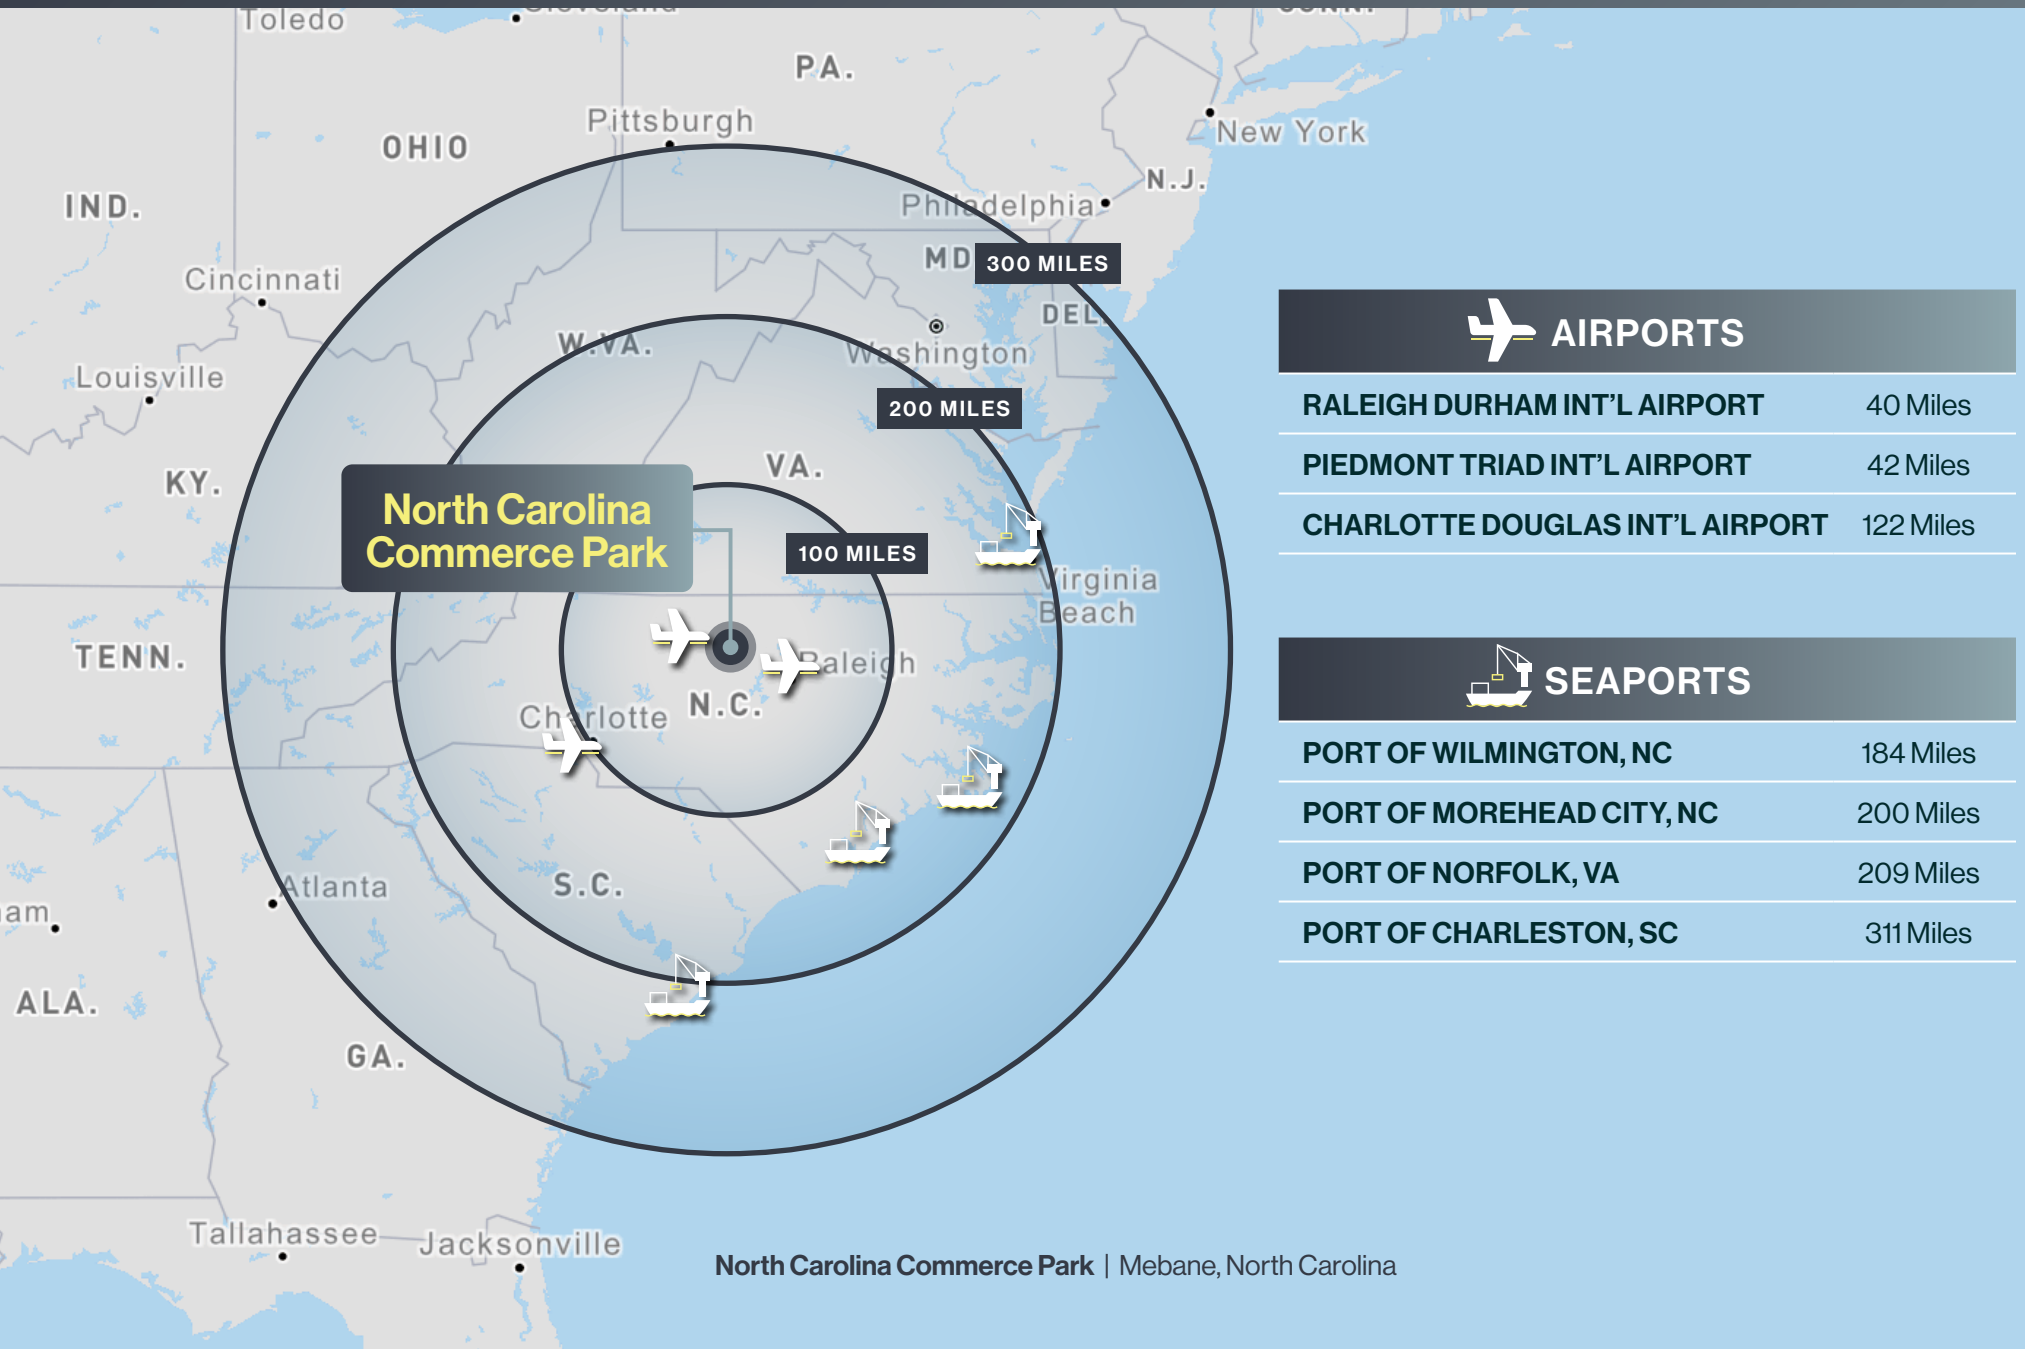 Toledo
PA.
Pittsburgh
OHIO
New York
N.J.
IND.
Philadelphia
MD
300 MILES
Cincinnati
DEL.
W.VA.
Washington
Louisville
200 MILES
KY.
VA.
North Carolina
Commerce Park
100 MILES
Virginia
Beach
TENN.
Raleigh
N.C.
Charlotte
Atlanta
S.C.
ALA.
GA.
Tallahassee
Jacksonville
AIRPORTS
RALEIGH DURHAM INT’L AIRPORT 40 Miles
PIEDMONT TRIAD INT’L AIRPORT 42 Miles
CHARLOTTE DOUGLAS INT’L AIRPORT 122 Miles
SEAPORTS
PORT OF WILMINGTON, NC 184 Miles
PORT OF MOREHEAD CITY, NC 200 Miles
PORT OF NORFOLK, VA 209 Miles
PORT OF CHARLESTON, SC 311 Miles
North Carolina Commerce Park | Mebane, North Carolina